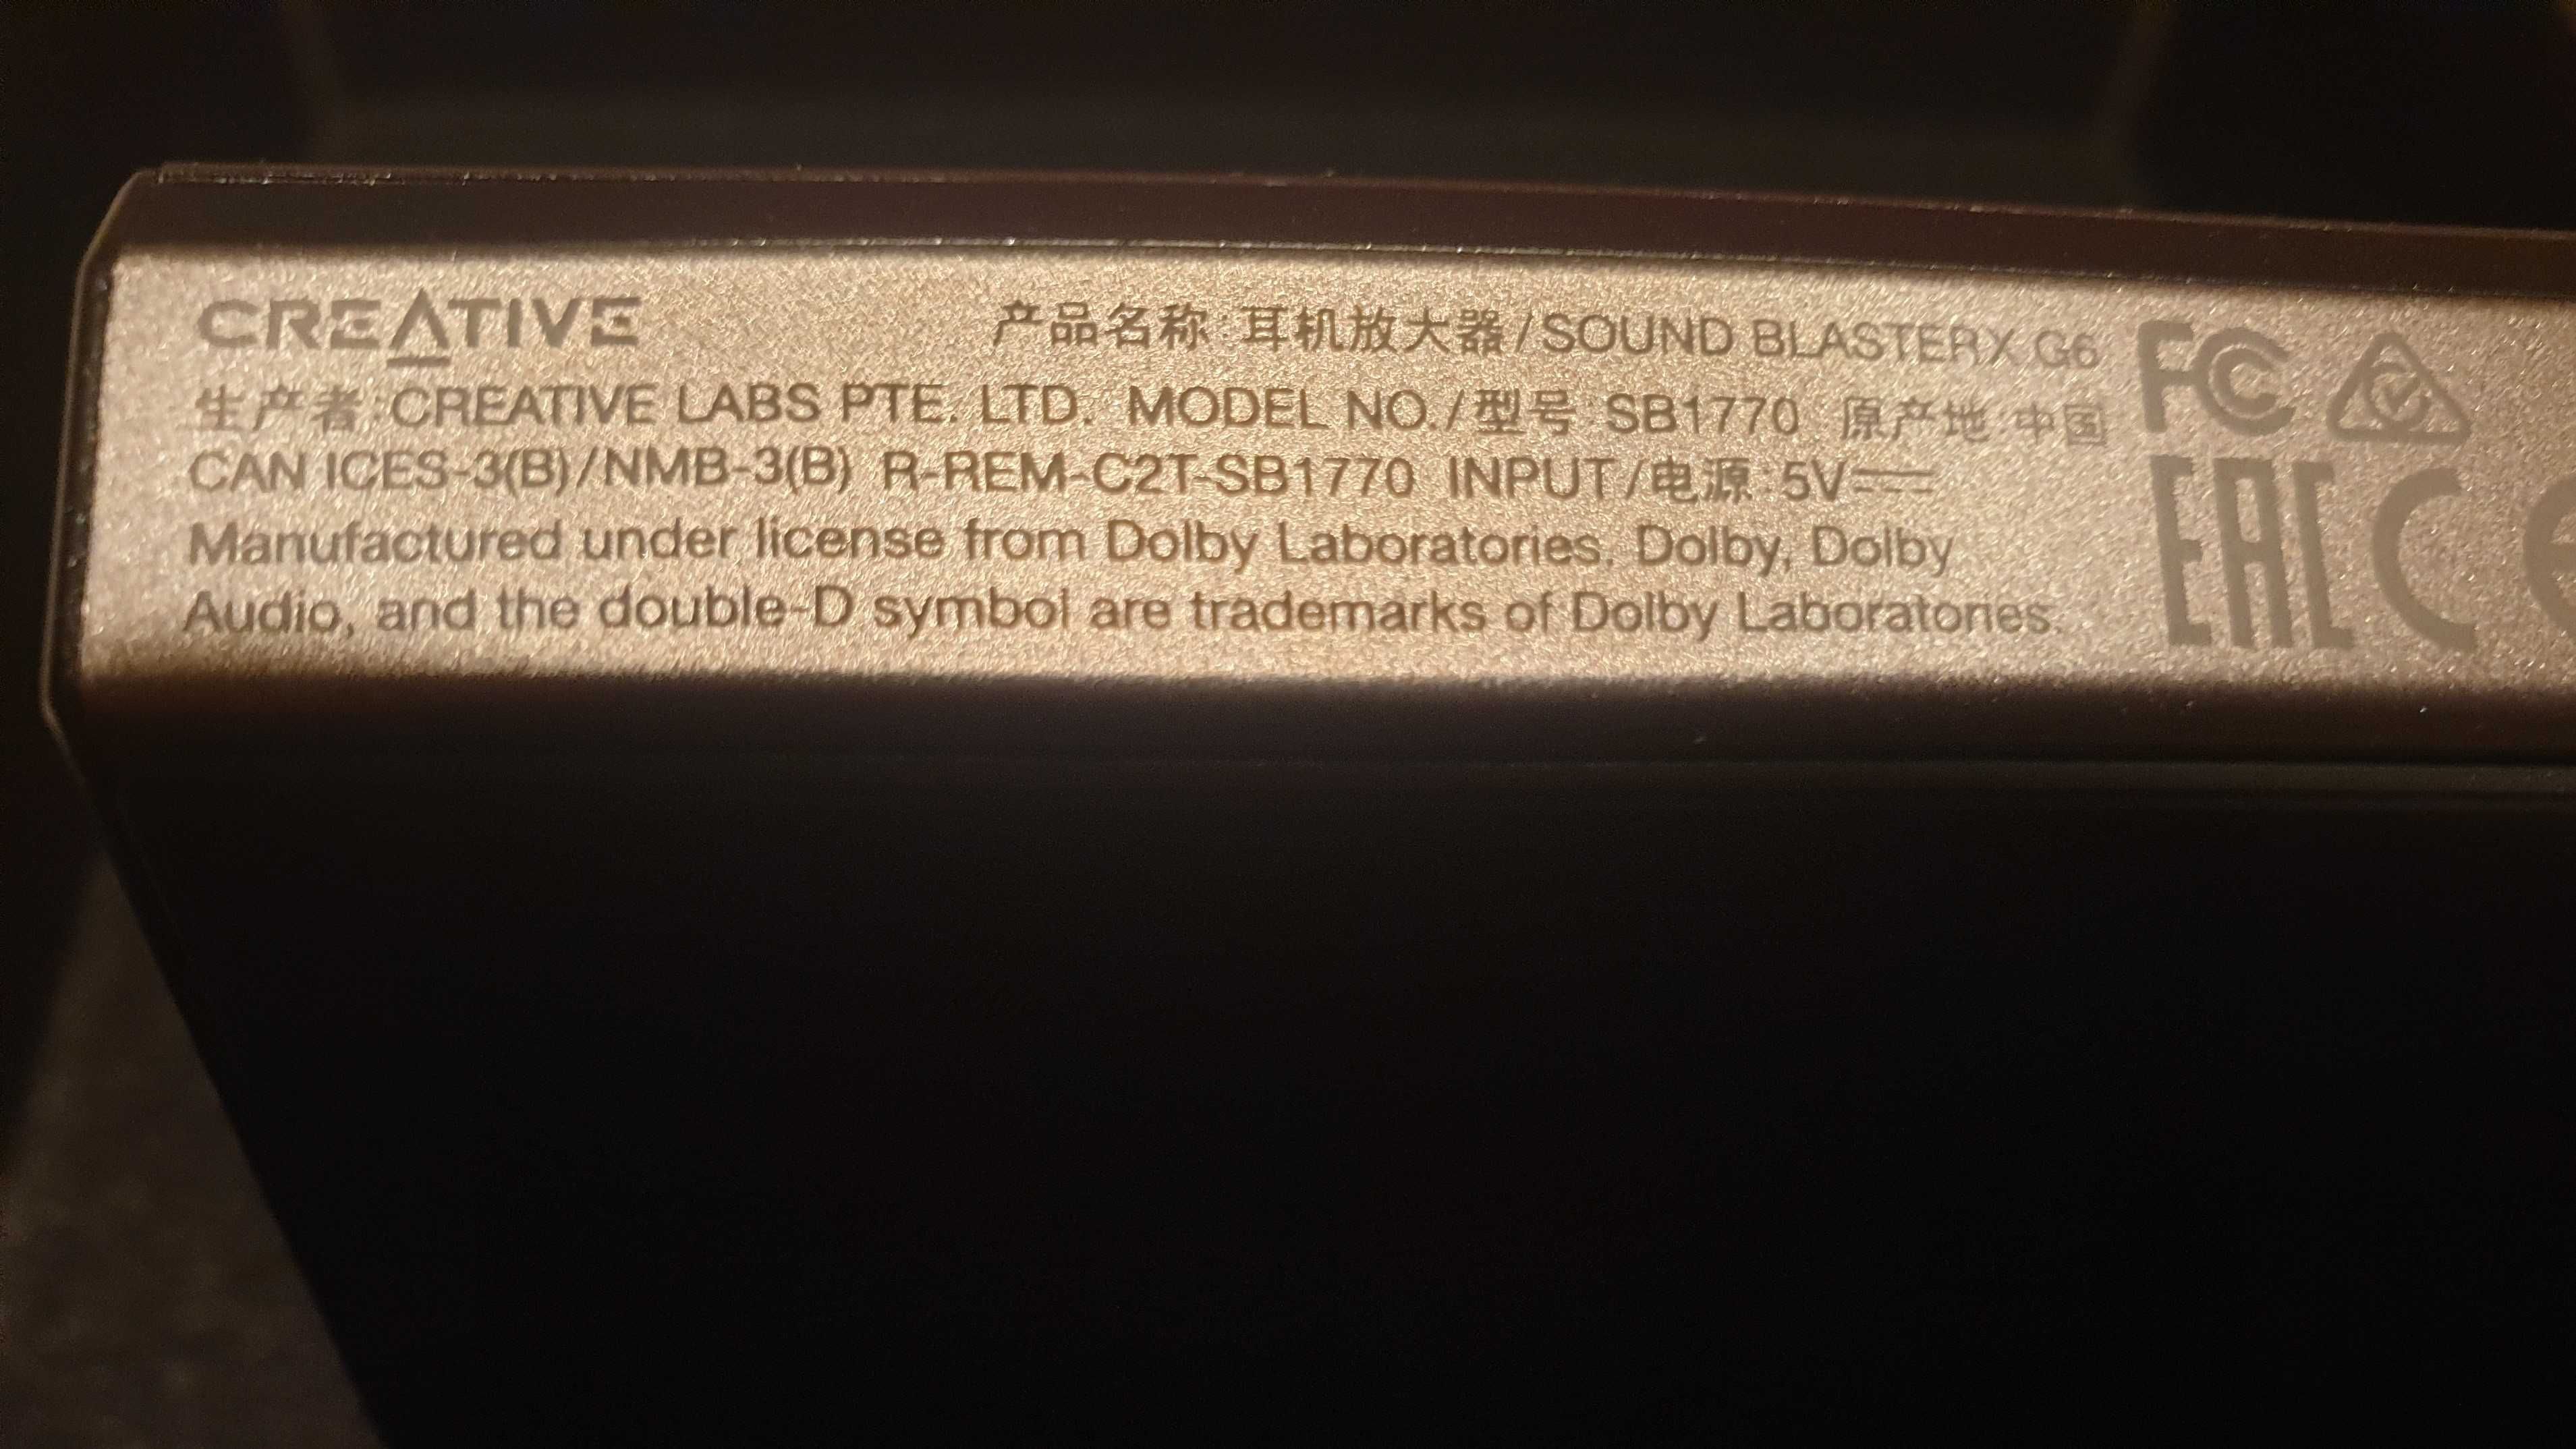 CREATIVE 产品名称:耳机放大器/SOUND BLASTERX G6
生产者:CREATIVE LABS PTE. LTD. MODEL NO./型号 SB1770 原产地:中国
CAN ICES-3(B)/NMB-3(B) R-REM-C2T-SB1770 INPUT/电源:5V⎓
Manufactured under license from Dolby Laboratories. Dolby, Dolby
Audio, and the double-D symbol are trademarks of Dolby Laboratories.
FC
EAC